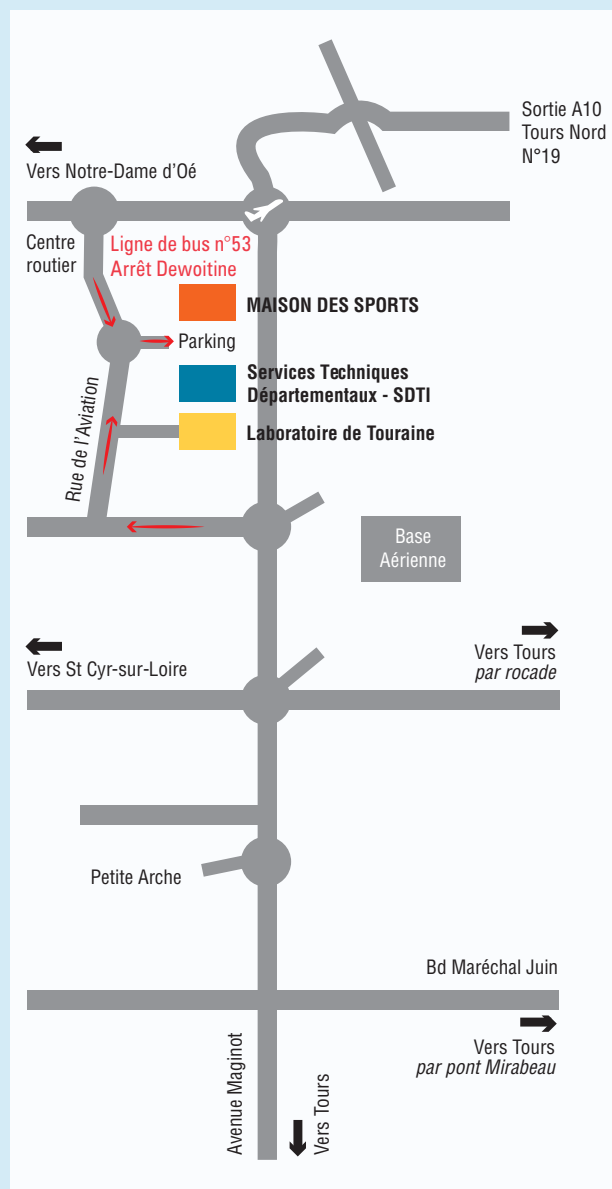 Sortie A10
Tours Nord
N°19
Vers Notre-Dame d'Oé
Centre
routier
Ligne de bus n°53
Arrêt Dewoitine
MAISON DES SPORTS
Parking
Services Techniques
Départementaux - SDTI
Laboratoire de Touraine
Rue de l'Aviation
Base
Aérienne
Vers St Cyr-sur-Loire
Vers Tours
par rocade
Petite Arche
Bd Maréchal Juin
Vers Tours
par pont Mirabeau
Avenue Maginot
Vers Tours